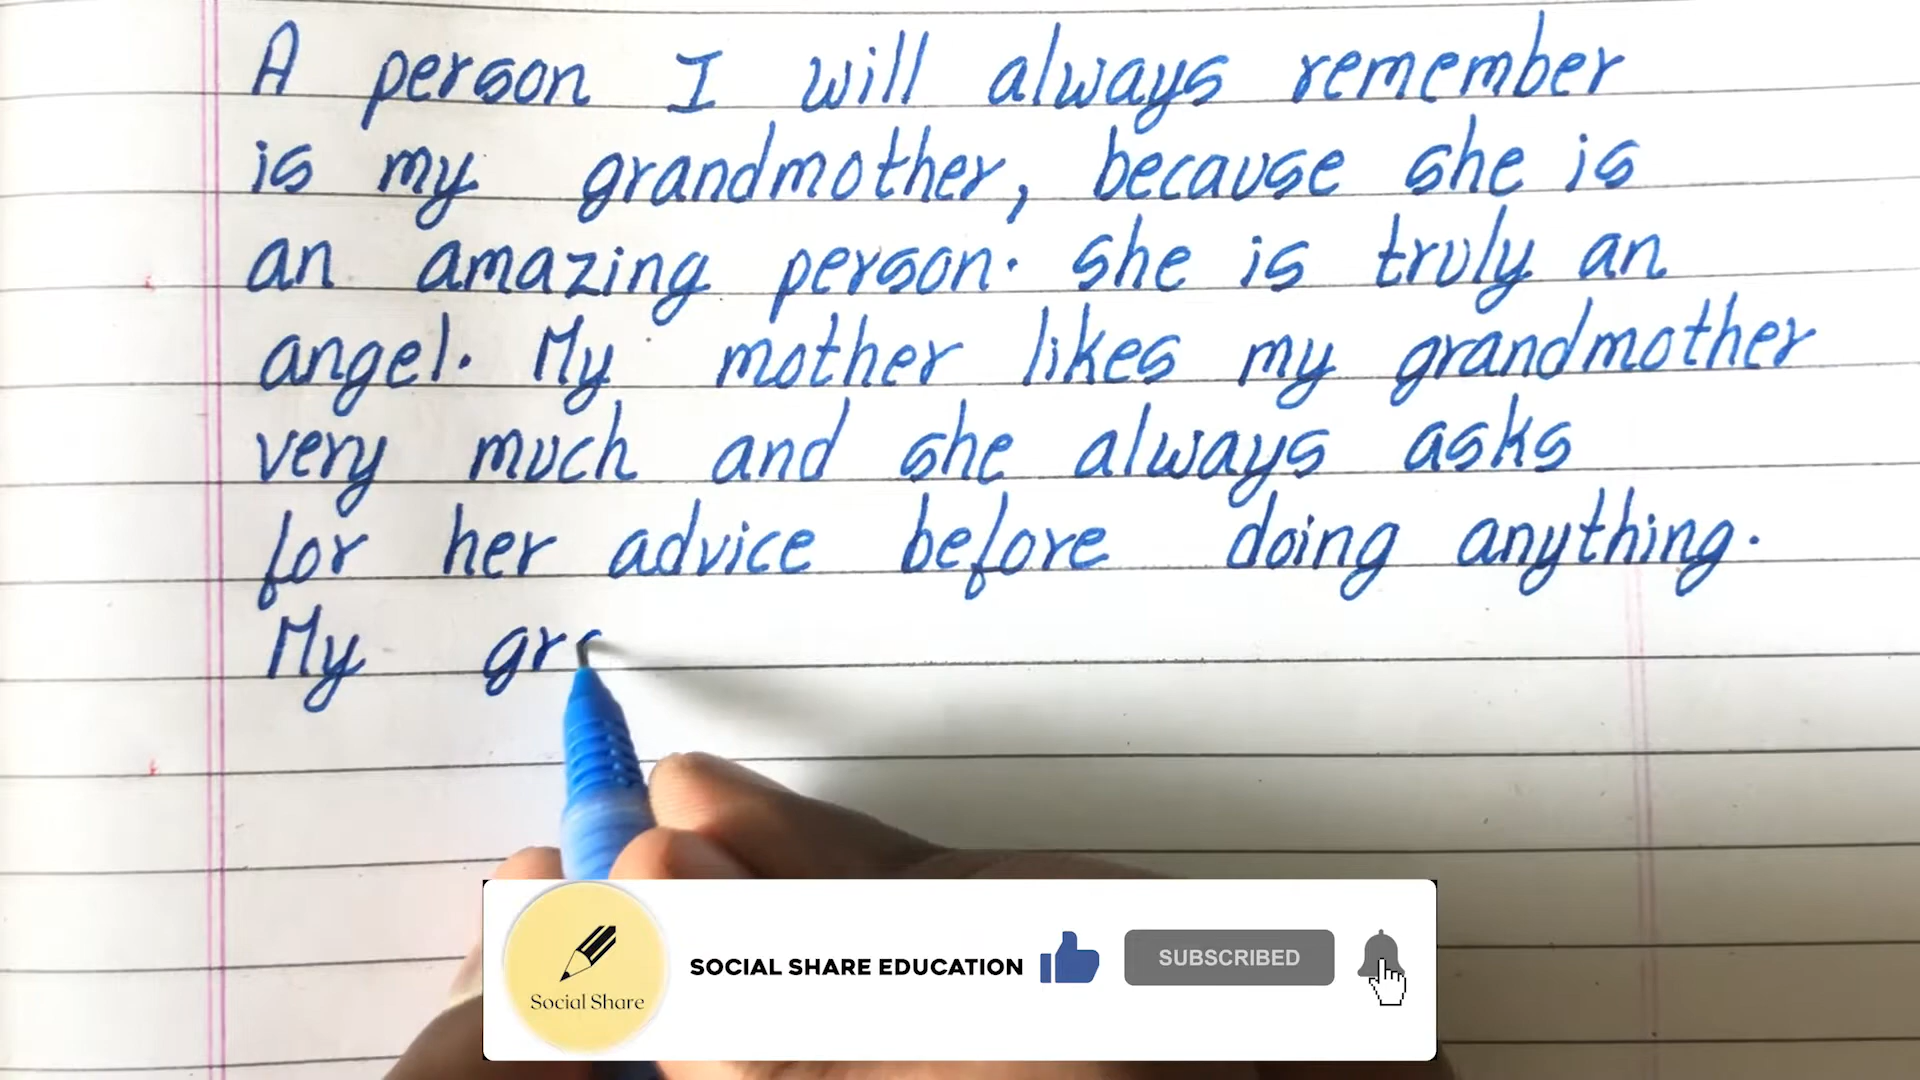 A person I will always remember
is my grandmother, because she is
an amazing person. she is truly an
angel. My mother likes my grandmother
very much and she always asks
for her advice before doing anything.
My gra
Social Share
SOCIAL SHARE EDUCATION
SUBSCRIBED